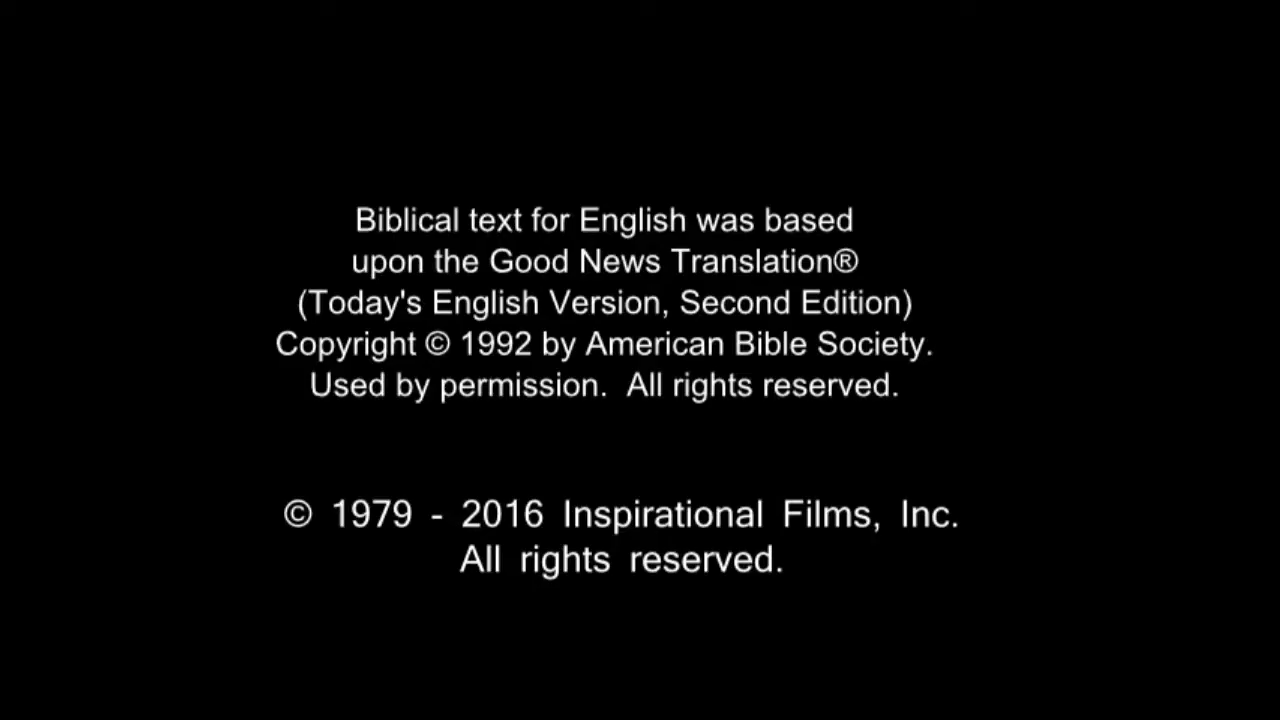 Biblical text for English was based
upon the Good News Translation®
(Today's English Version, Second Edition)
Copyright © 1992 by American Bible Society.
Used by permission. All rights reserved.
© 1979 - 2016 Inspirational Films, Inc.
All rights reserved.